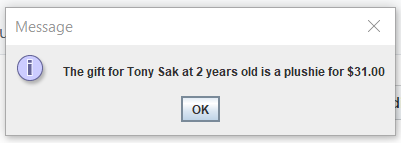 Message
The gift for Tony Sak at 2 years old is a plushie for $31.00
OK